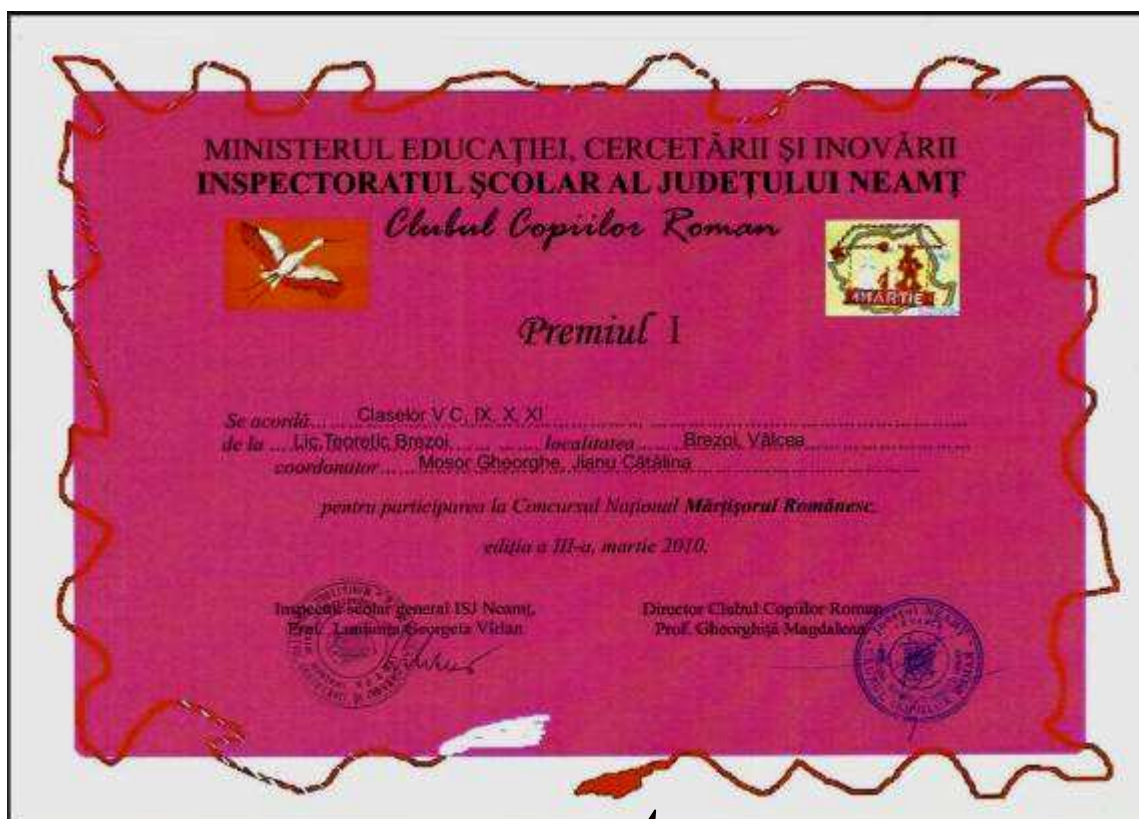 MINISTERUL EDUCAŢIEI, CERCETĂRII ŞI INOVĂRII
INSPECTORATUL ŞCOLAR AL JUDEŢULUI NEAMŢ
Clubul Copiilor Roman
MARTIE
Premiul I
Se acordă..... Claselor V C, IX, X, XI
de la .... Lic.Teoretic Brezoi........ localitatea ........ Brezoi, Vâlcea
coordonator..... Mosor Gheorghe, Jianu Cătălina
pentru participarea la Concursul Naţional Mărţişorul Românesc,
ediţia a III-a, martie 2010.
Inspector şcolar general ISJ Neamţ,
Prof. Georgeta Vîrlan
Director Clubul Copiilor Roman
Prof. Gheorghiţă Magdalena